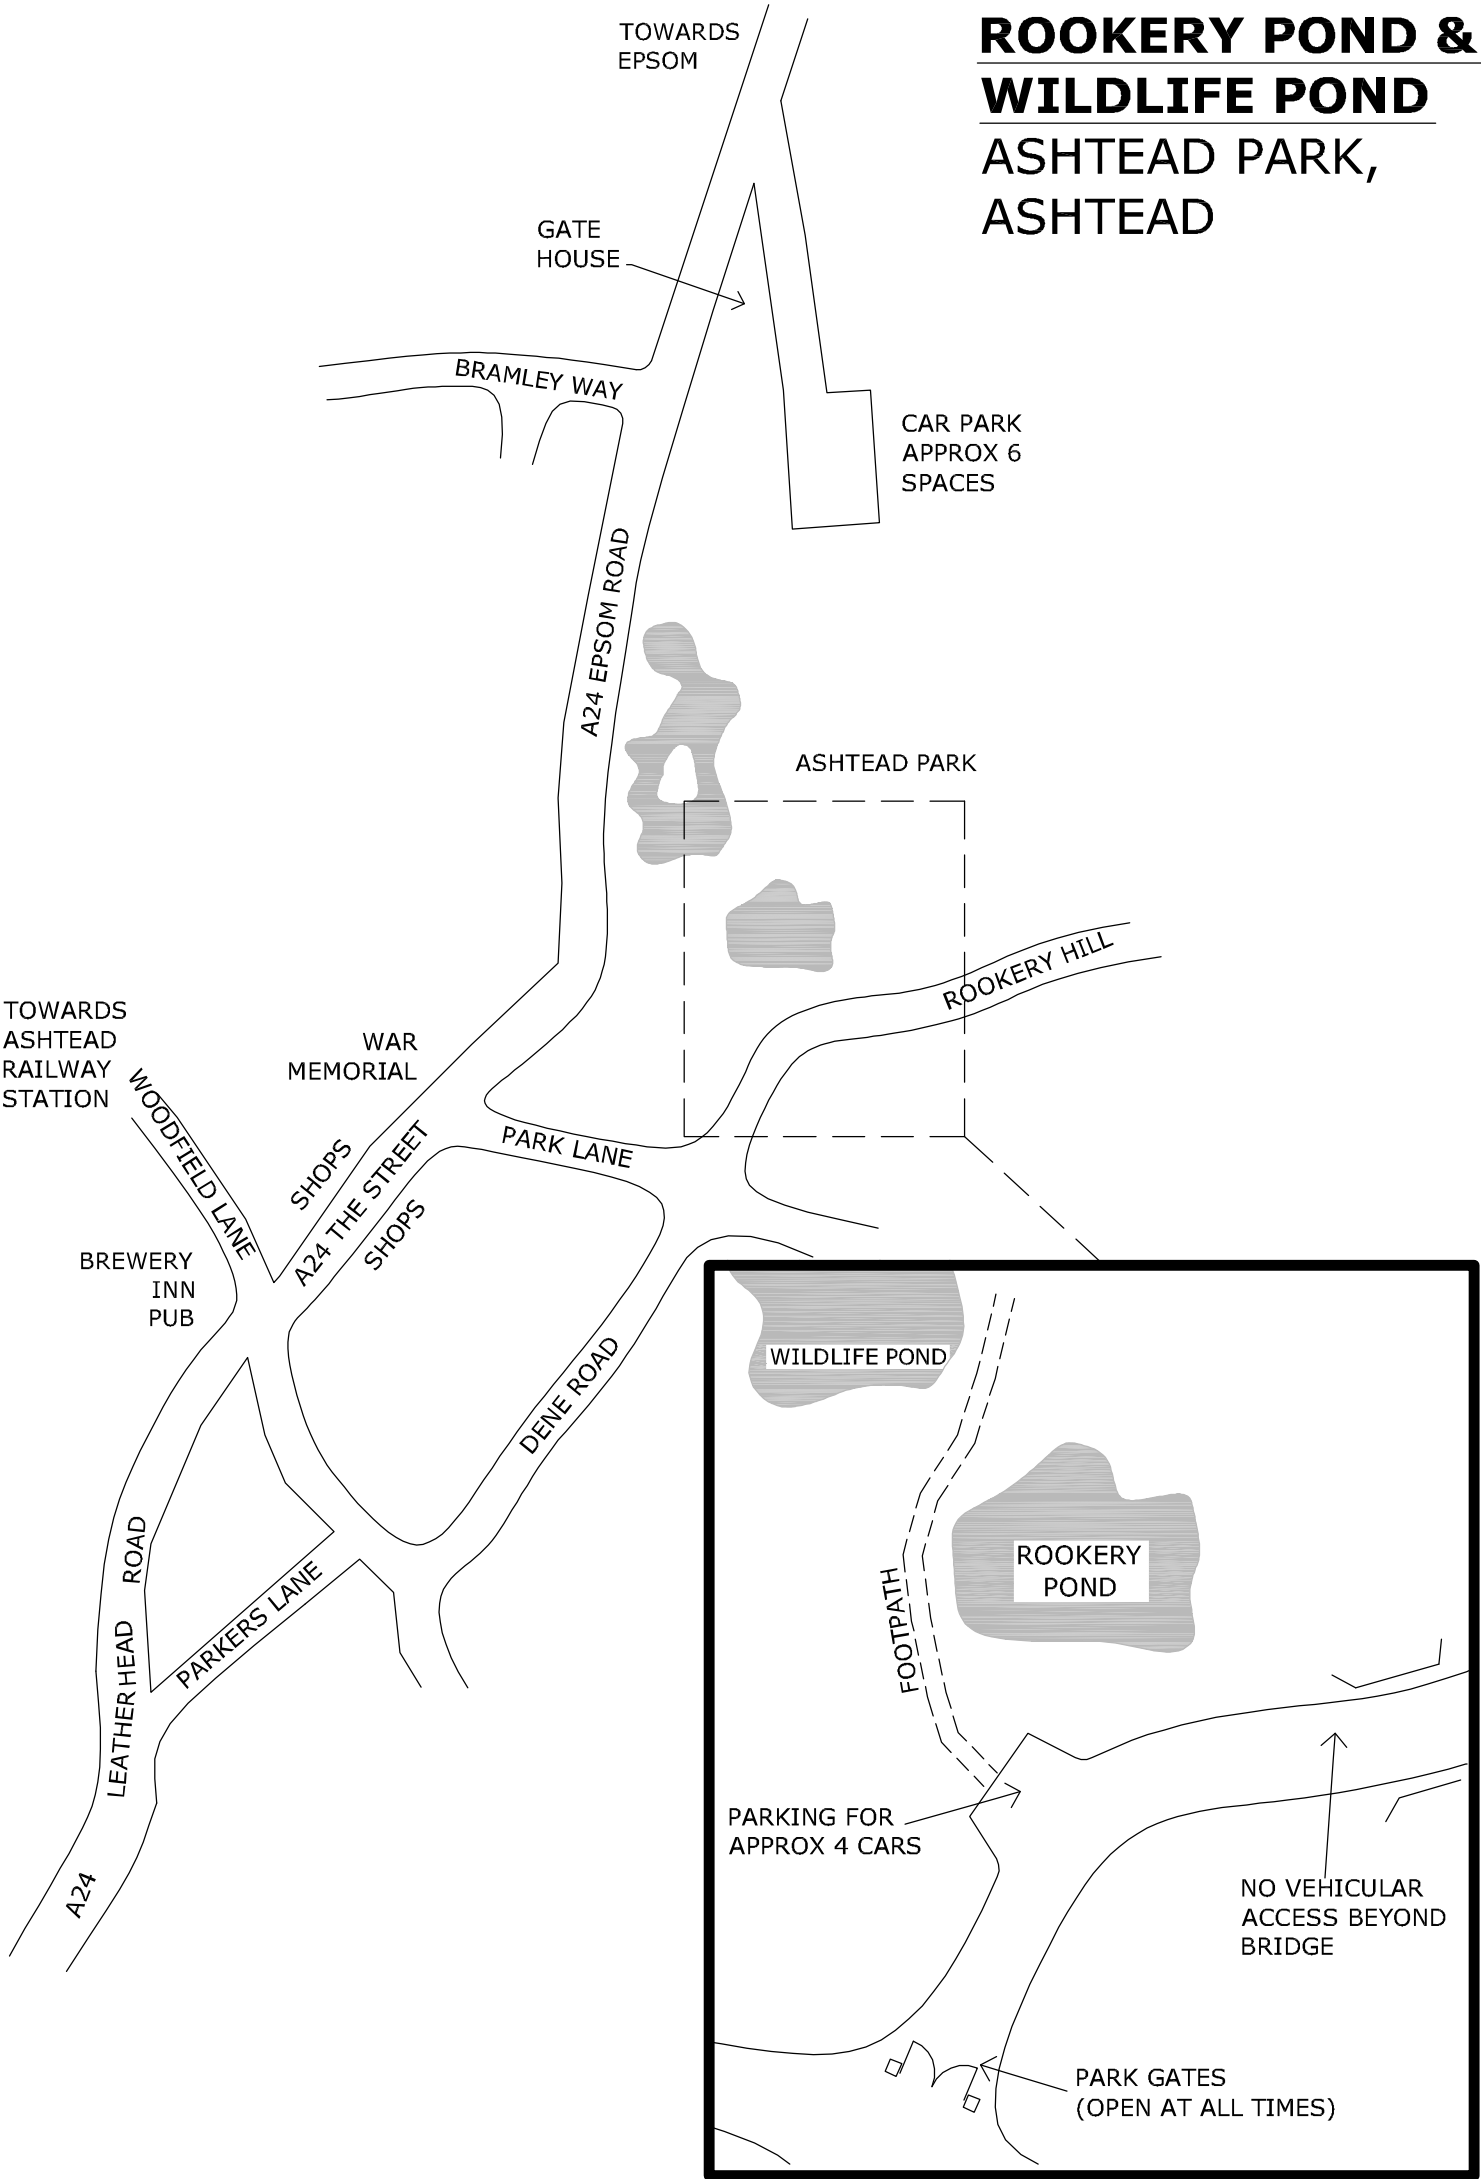 ROOKERY POND &
WILDLIFE POND
ASHTEAD PARK,
ASHTEAD
TOWARDS
EPSOM
GATE
HOUSE
BRAMLEY WAY
CAR PARK
APPROX 6
SPACES
A24 EPSOM ROAD
ASHTEAD PARK
ROOKERY HILL
TOWARDS
ASHTEAD
RAILWAY
STATION
WAR
MEMORIAL
WOODFIELD LANE
SHOPS
A24 THE STREET
SHOPS
PARK LANE
BREWERY
INN
PUB
DENE ROAD
LEATHERHEAD ROAD
PARKERS LANE
A24
WILDLIFE POND
ROOKERY
POND
FOOTPATH
PARKING FOR
APPROX 4 CARS
NO VEHICULAR
ACCESS BEYOND
BRIDGE
PARK GATES
(OPEN AT ALL TIMES)